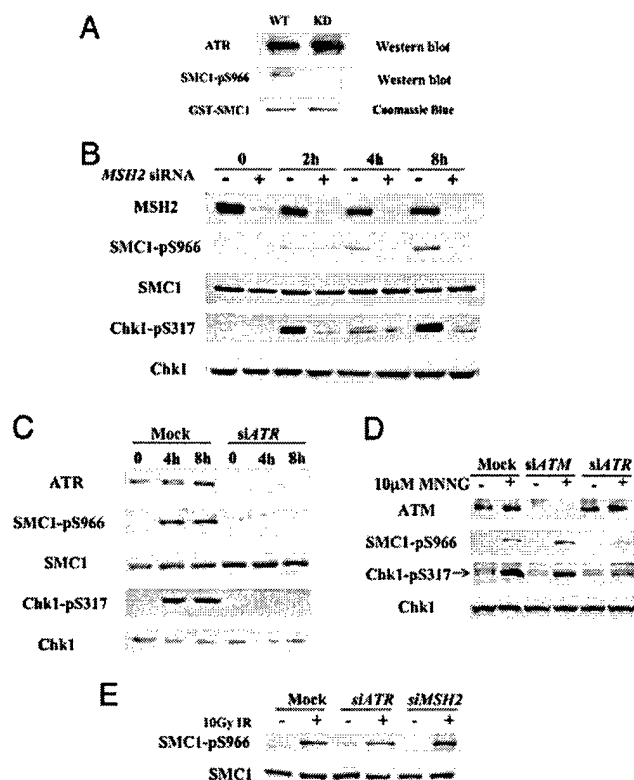 A
WT KD
ATR Western blot
SMC1-pS966 Western blot
GST-SMC1 Coomassie Blue
B
0 2h 4h 8h
MSH2 siRNA - + - + - + - +
MSH2
SMC1-pS966
SMC1
Chk1-pS317
Chk1
C
Mock siATR
0 4h 8h 0 4h 8h
ATR
SMC1-pS966
SMC1
Chk1-pS317
Chk1
D
Mock siATM siATR
10μM MNNG - + - + - +
ATM
SMC1-pS966
Chk1-pS317→
Chk1
E
Mock siATR siMSH2
10Gy IR - + - + - +
SMC1-pS966
SMC1